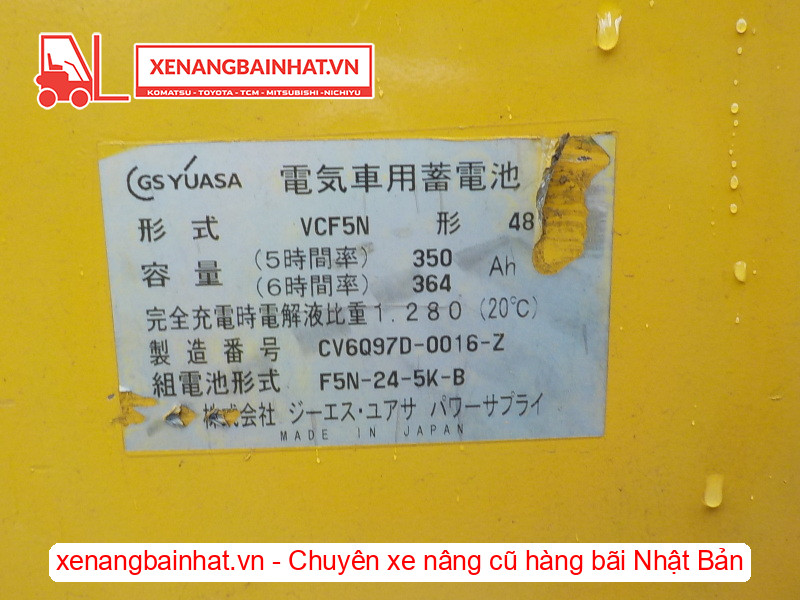 XENANGBAINHAT.VN
KOMATSU - TOYOTA - TCM - MITSUBISHI - NICHIYU
GS YUASA 電気車用蓄電池
形式 VCF5N 形 48
容量 (5時間率) 350 Ah
(6時間率) 364
完全充電時電解液比重1.280 (20℃)
製造番号 CV6Q97D-0016-Z
組電池形式 F5N-24-5K-B
株式会社 ジーエス・ユアサ パワーサプライ
MADE IN JAPAN
xenangbainhat.vn - Chuyên xe nâng cũ hàng bãi Nhật Bản